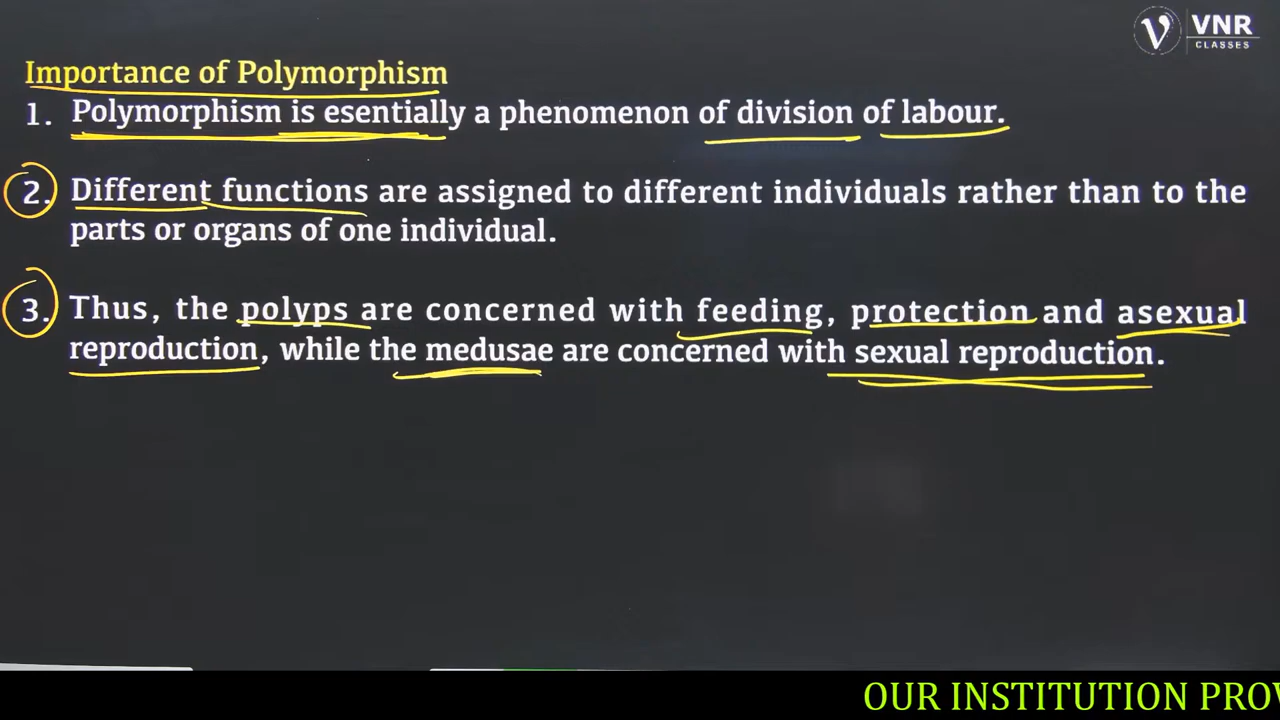 VNR
CLASSES
Importance of Polymorphism
1. Polymorphism is esentially a phenomenon of division of labour.
2. Different functions are assigned to different individuals rather than to the
parts or organs of one individual.
3. Thus, the polyps are concerned with feeding, protection and asexual
reproduction, while the medusae are concerned with sexual reproduction.
OUR INSTITUTION PROV